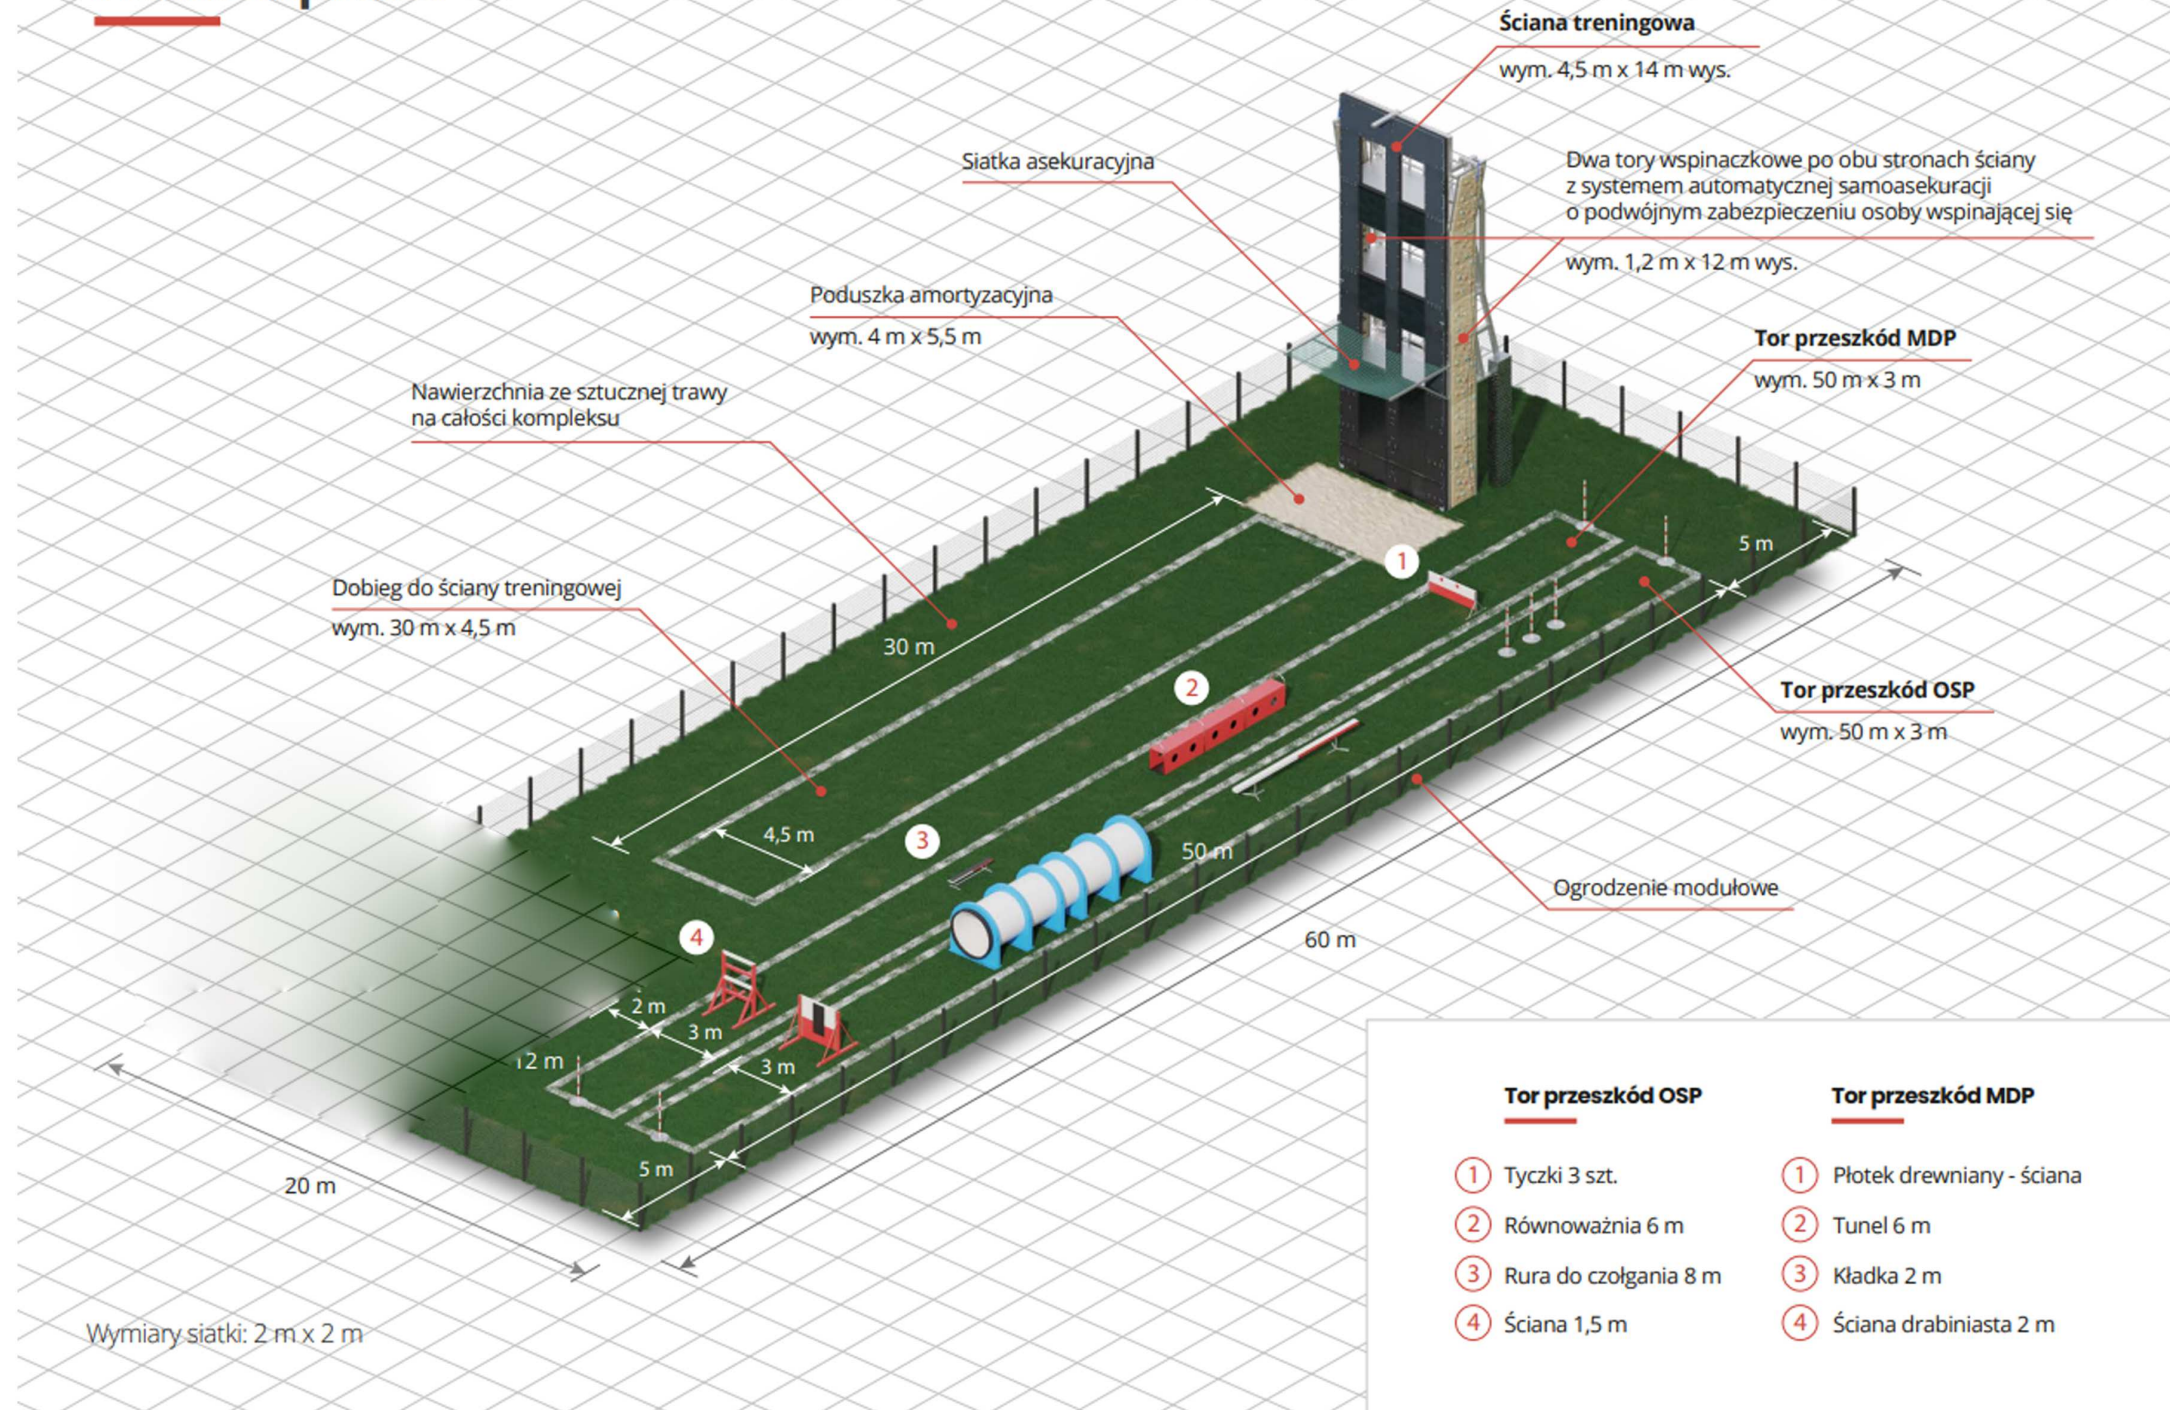 Ściana treningowa
wym. 4,5 m x 14 m wys.
Siatka asekuracyjna
Dwa tory wspinaczkowe po obu stronach ściany
z systemem automatycznej samoasekuracji
o podwójnym zabezpieczeniu osoby wspinającej się
wym. 1,2 m x 12 m wys.
Poduszka amortyzacyjna
wym. 4 m x 5,5 m
Tor przeszkód MDP
wym. 50 m x 3 m
Nawierzchnia ze sztucznej trawy
na całości kompleksu
5 m
1
Dobieg do ściany treningowej
wym. 30 m x 4,5 m
30 m
2
Tor przeszkód OSP
wym. 50 m x 3 m
4,5 m
3
50 m
Ogrodzenie modułowe
4
60 m
2 m
3 m
2 m
3 m
5 m
20 m
Wymiary siatki: 2 m x 2 m
Tor przeszkód OSP
1 Tyczki 3 szt.
2 Równoważnia 6 m
3 Rura do czołgania 8 m
4 Ściana 1,5 m
Tor przeszkód MDP
1 Płotek drewniany - ściana
2 Tunel 6 m
3 Kładka 2 m
4 Ściana drabiniasta 2 m